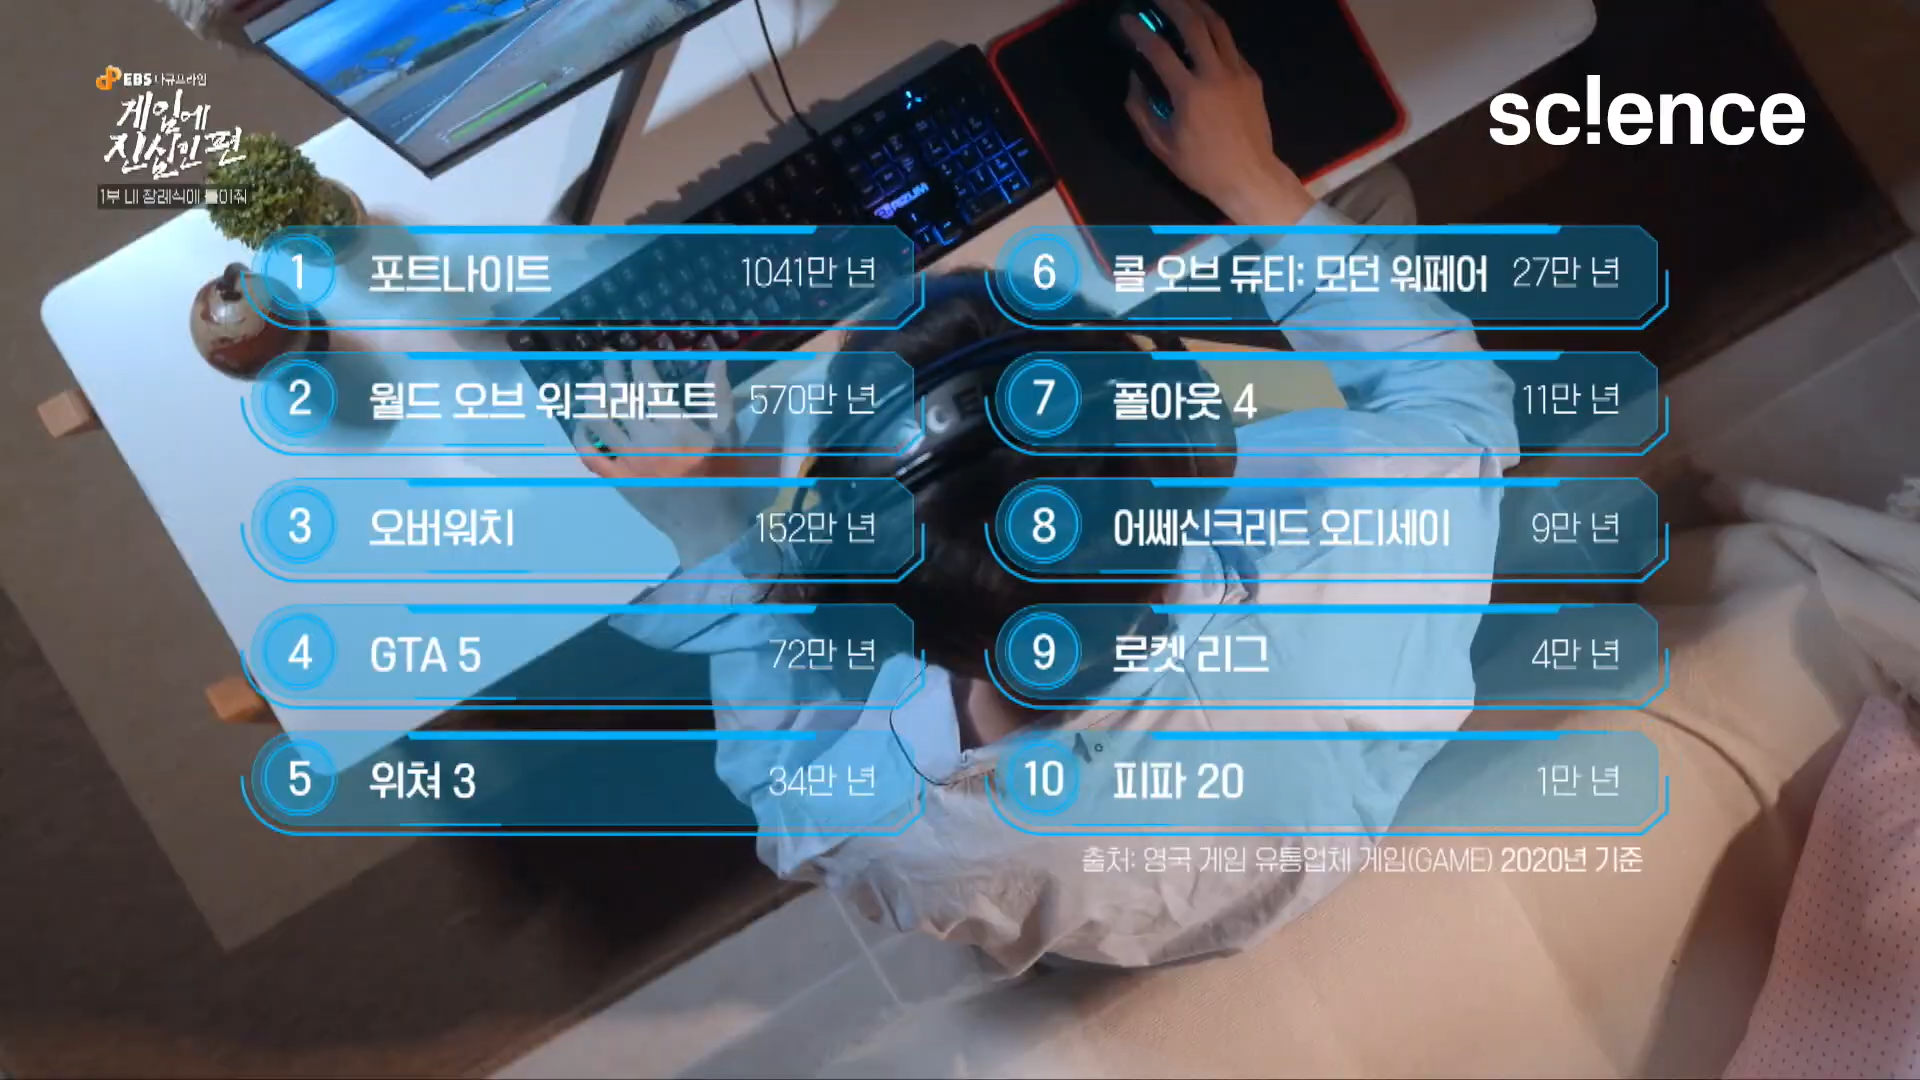 EBS 다큐프라임
게임에
진심인 편
1부 내 장례식에 틀어줘
sc!ence
1 포트나이트 1041만 년
2 월드 오브 워크래프트 570만 년
3 오버워치 152만 년
4 GTA 5 72만 년
5 위쳐 3 34만 년
6 콜 오브 듀티: 모던 워페어 27만 년
7 폴아웃 4 11만 년
8 어쎄신크리드 오디세이 9만 년
9 로켓 리그 4만 년
10 피파 20 1만 년
출처: 영국 게임 유통업체 게임(GAME) 2020년 기준